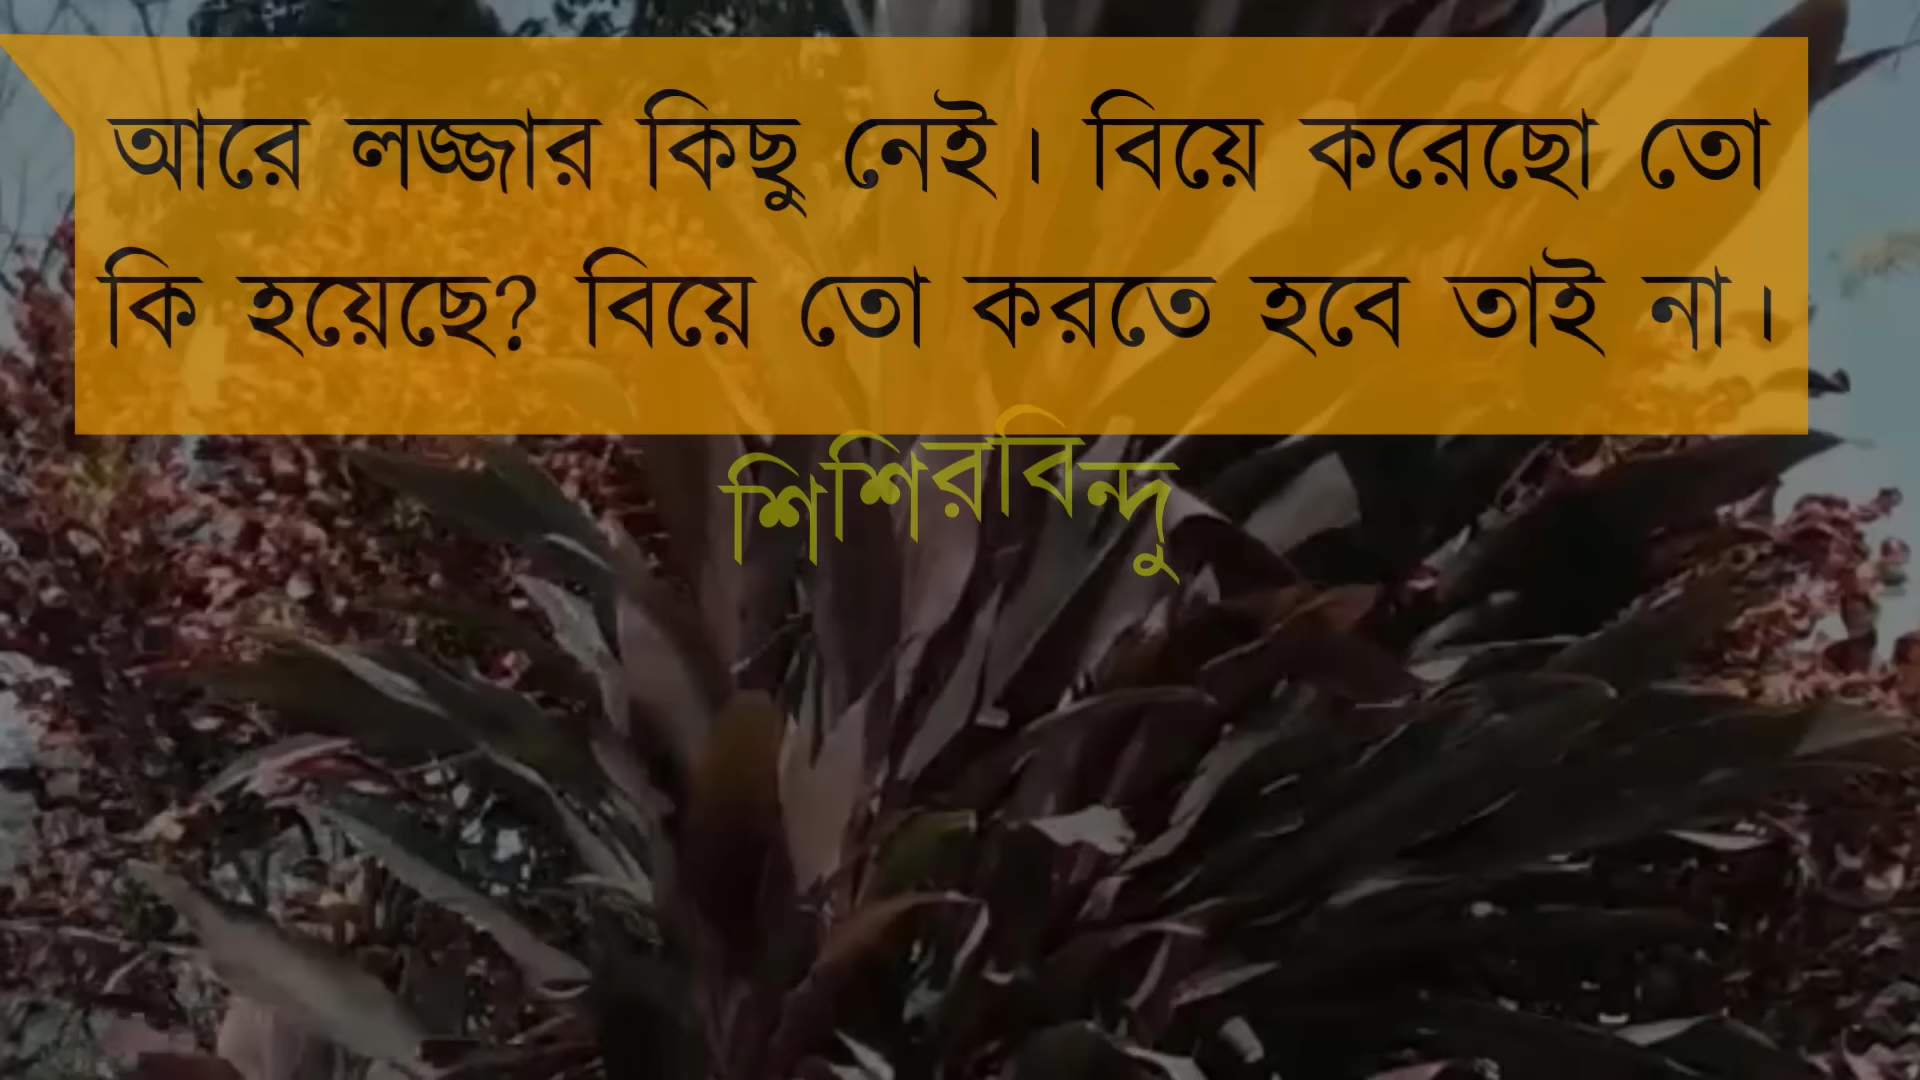 আরে লজ্জার কিছু নেই। বিয়ে করেছো তো
কি হয়েছে? বিয়ে তো করতে হবে তাই না।
শিশিরবিন্দু